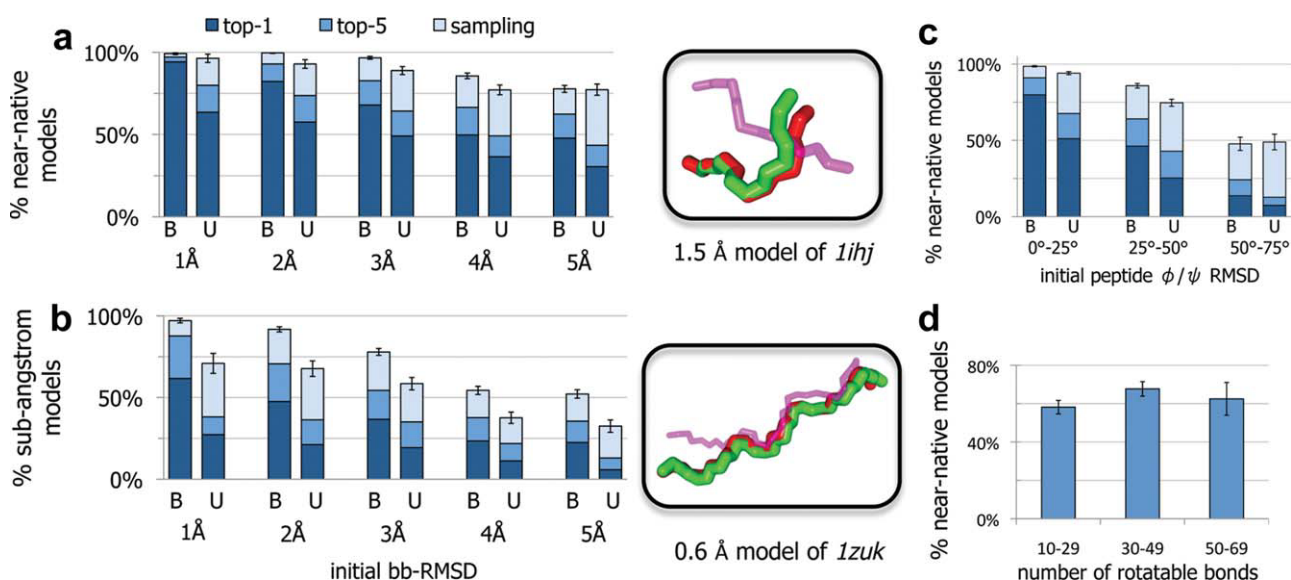 a
top-1 top-5 sampling
100%
50%
0%
% near-native models
B U B U B U B U B U
1Å 2Å 3Å 4Å 5Å
1.5 Å model of 1ihj
b
100%
50%
0%
% sub-angstrom models
B U B U B U B U B U
1Å 2Å 3Å 4Å 5Å
initial bb-RMSD
0.6 Å model of 1zuk
c
100%
50%
0%
% near-native models
B U B U B U
0°-25° 25°-50° 50°-75°
initial peptide ϕ/ψ RMSD
d
80%
40%
0%
% near-native models
10-29 30-49 50-69
number of rotatable bonds